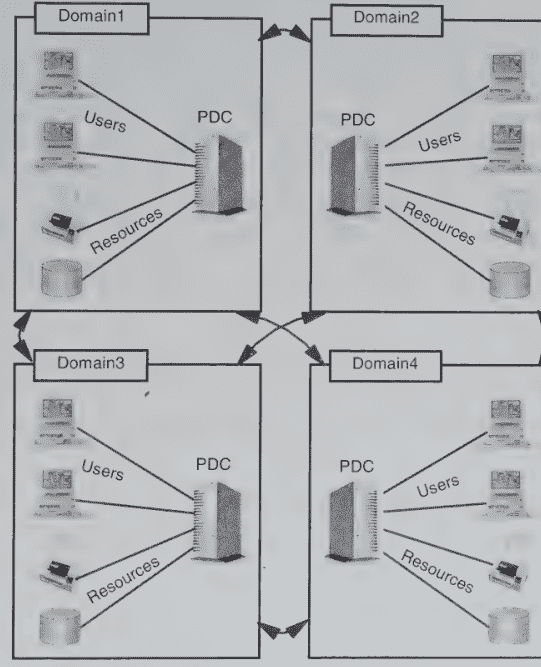 Domain1
Users
PDC
Resources
Domain2
PDC
Users
Resources
Domain3
Users
PDC
Resources
Domain4
PDC
Users
Resources